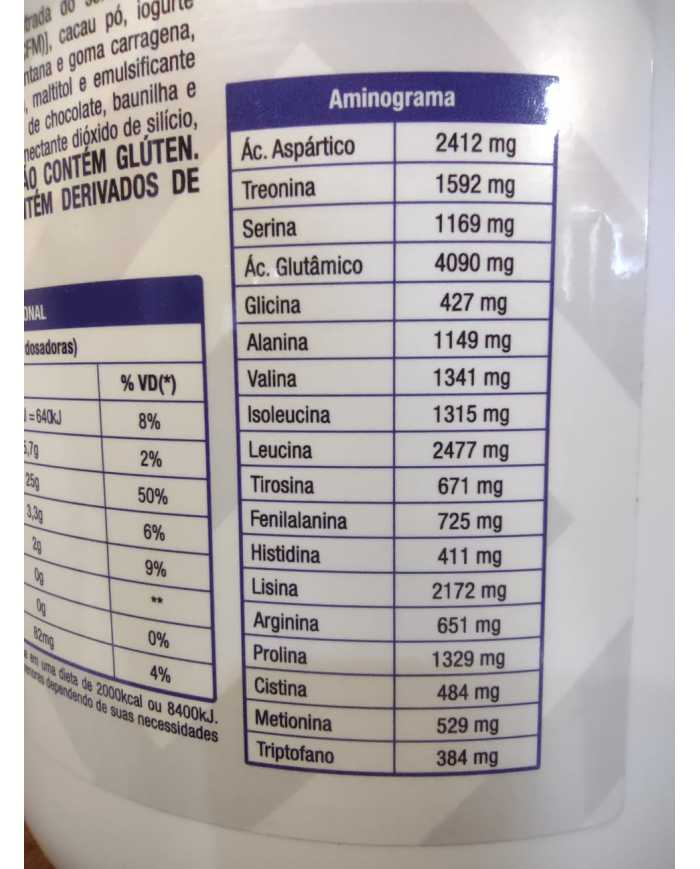 do
FM)], cacau pó, iogurte
e goma carragena,
, maltitol e emulsificante
de chocolate, baunilha e
dióxido de silício,
CONTÉM GLÚTEN.
DERIVADOS DE
dosadoras)
% VD(*)
= 640kJ 8%
5,7g 2%
25g 50%
3,3g 6%
2g 9%
0g **
0g 0%
82mg 4%
em uma dieta de 2000kcal ou 8400kJ.
dependendo de suas necessidades
Aminograma
Ác. Aspártico 2412 mg
Treonina 1592 mg
Serina 1169 mg
Ác. Glutâmico 4090 mg
Glicina 427 mg
Alanina 1149 mg
Valina 1341 mg
Isoleucina 1315 mg
Leucina 2477 mg
Tirosina 671 mg
Fenilalanina 725 mg
Histidina 411 mg
Lisina 2172 mg
Arginina 651 mg
Prolina 1329 mg
Cistina 484 mg
Metionina 529 mg
Triptofano 384 mg